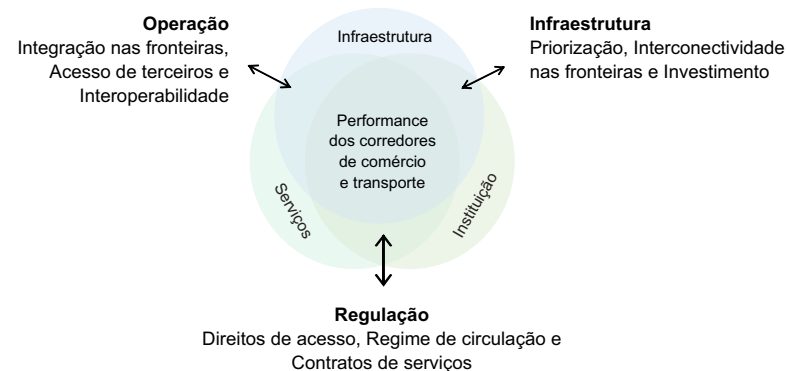 Operação
Integração nas fronteiras,
Acesso de terceiros e
Interoperabilidade
Infraestrutura
Infraestrutura
Priorização, Interconectividade
nas fronteiras e Investimento
Performance
dos corredores
de comércio
e transporte
Serviços
Instituição
Regulação
Direitos de acesso, Regime de circulação e
Contratos de serviços